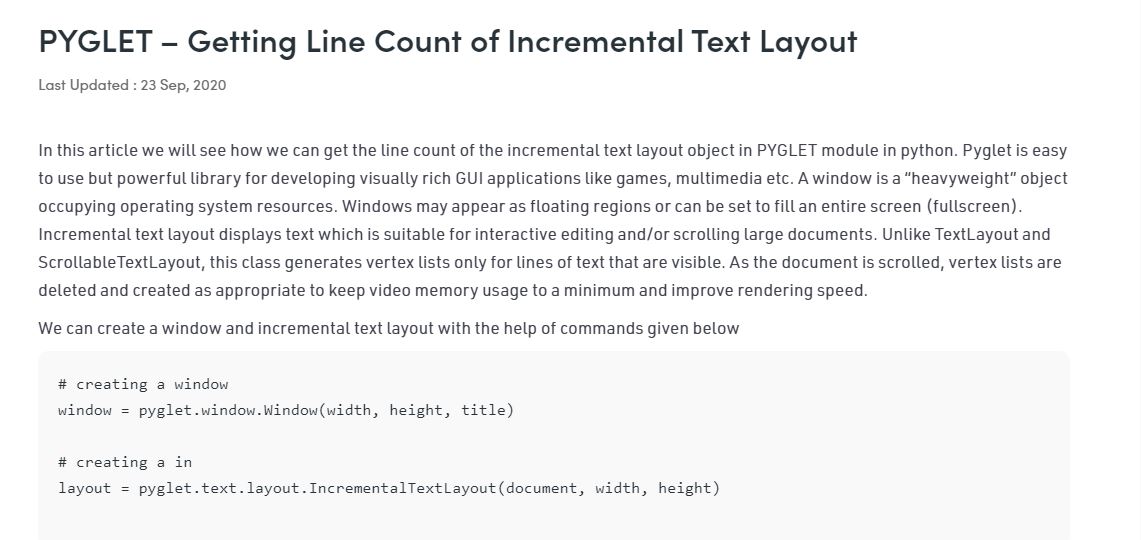 PYGLET – Getting Line Count of Incremental Text Layout
Last Updated : 23 Sep, 2020
In this article we will see how we can get the line count of the incremental text layout object in PYGLET module in python. Pyglet is easy
to use but powerful library for developing visually rich GUI applications like games, multimedia etc. A window is a “heavyweight” object
occupying operating system resources. Windows may appear as floating regions or can be set to fill an entire screen (fullscreen).
Incremental text layout displays text which is suitable for interactive editing and/or scrolling large documents. Unlike TextLayout and
ScrollableTextLayout, this class generates vertex lists only for lines of text that are visible. As the document is scrolled, vertex lists are
deleted and created as appropriate to keep video memory usage to a minimum and improve rendering speed.
We can create a window and incremental text layout with the help of commands given below
# creating a window
window = pyglet.window.Window(width, height, title)
# creating a in
layout = pyglet.text.layout.IncrementalTextLayout(document, width, height)